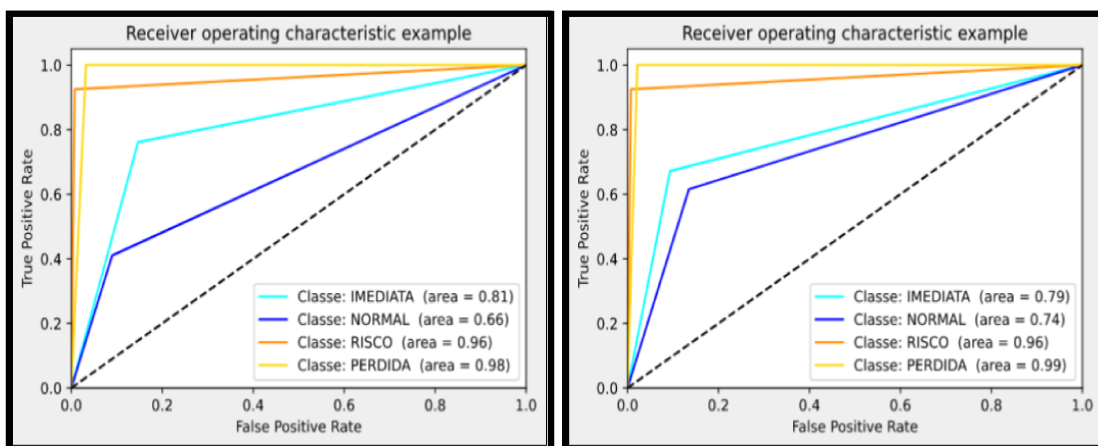 Receiver operating characteristic example
1.0
0.8
0.6
0.4
0.2
0.0
True Positive Rate
Classe: IMEDIATA (area = 0.81)
Classe: NORMAL (area = 0.66)
Classe: RISCO (area = 0.96)
Classe: PERDIDA (area = 0.98)
0.0 0.2 0.4 0.6 0.8 1.0
False Positive Rate
Receiver operating characteristic example
1.0
0.8
0.6
0.4
0.2
0.0
True Positive Rate
Classe: IMEDIATA (area = 0.79)
Classe: NORMAL (area = 0.74)
Classe: RISCO (area = 0.96)
Classe: PERDIDA (area = 0.99)
0.0 0.2 0.4 0.6 0.8 1.0
False Positive Rate